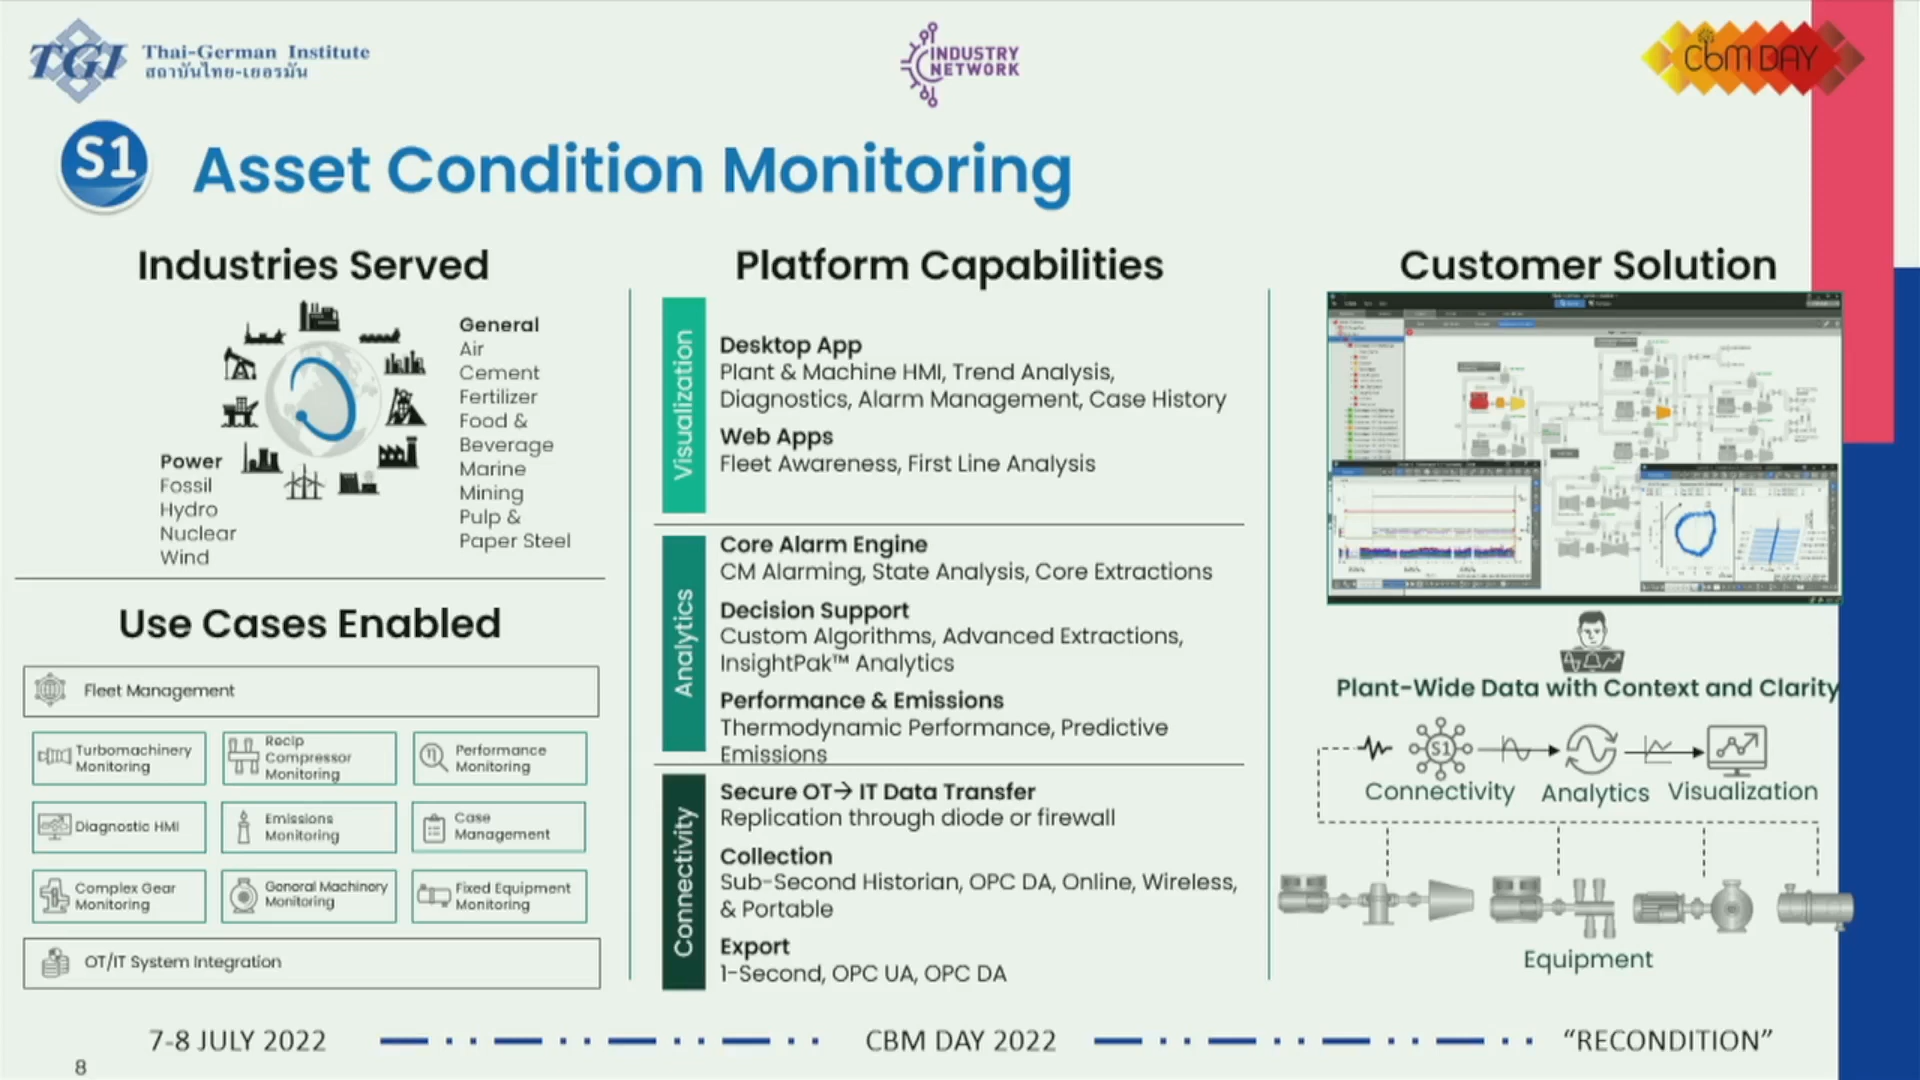 TGI
Thai-German Institute
สถาบันไทย-เยอรมัน
INDUSTRY
NETWORK
CbM DAY
S1
Asset Condition Monitoring
Industries Served
General
Air
Cement
Fertilizer
Food &
Beverage
Marine
Mining
Pulp &
Paper Steel
Power
Fossil
Hydro
Nuclear
Wind
Use Cases Enabled
Fleet Management
Turbomachinery
Monitoring
Recip
Compressor
Monitoring
Performance
Monitoring
Diagnostic HMI
Emissions
Monitoring
Case
Management
Complex Gear
Monitoring
General Machinery
Monitoring
Fixed Equipment
Monitoring
OT/IT System Integration
Platform Capabilities
Visualization
Desktop App
Plant & Machine HMI, Trend Analysis,
Diagnostics, Alarm Management, Case History
Web Apps
Fleet Awareness, First Line Analysis
Analytics
Core Alarm Engine
CM Alarming, State Analysis, Core Extractions
Decision Support
Custom Algorithms, Advanced Extractions,
InsightPak™ Analytics
Performance & Emissions
Thermodynamic Performance, Predictive
Emissions
Connectivity
Secure OT→ IT Data Transfer
Replication through diode or firewall
Collection
Sub-Second Historian, OPC DA, Online, Wireless,
& Portable
Export
1-Second, OPC UA, OPC DA
Customer Solution
Plant-Wide Data with Context and Clarity
S1
Connectivity
Analytics
Visualization
Equipment
7-8 JULY 2022
CBM DAY 2022
“RECONDITION”
8